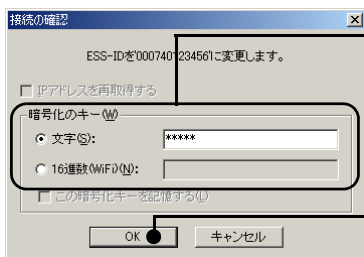 接続の確認
ESS-IDを'000740123456'に変更します。
IPアドレスを再取得する
暗号化のキー(W)
文字(S):
*****
16進数(WiFi)(N):
この暗号化キーを記憶する(L)
OK
キャンセル